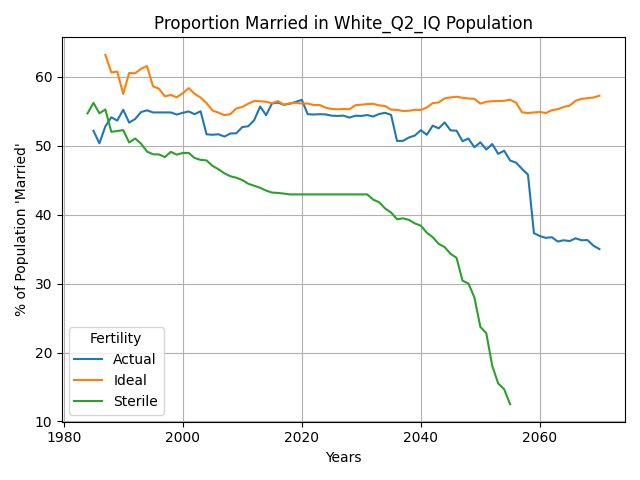 Proportion Married in White_Q2_IQ Population
% of Population 'Married'
60
50
40
30
20
10
Fertility
Actual
Ideal
Sterile
1980
2000
2020
2040
2060
Years